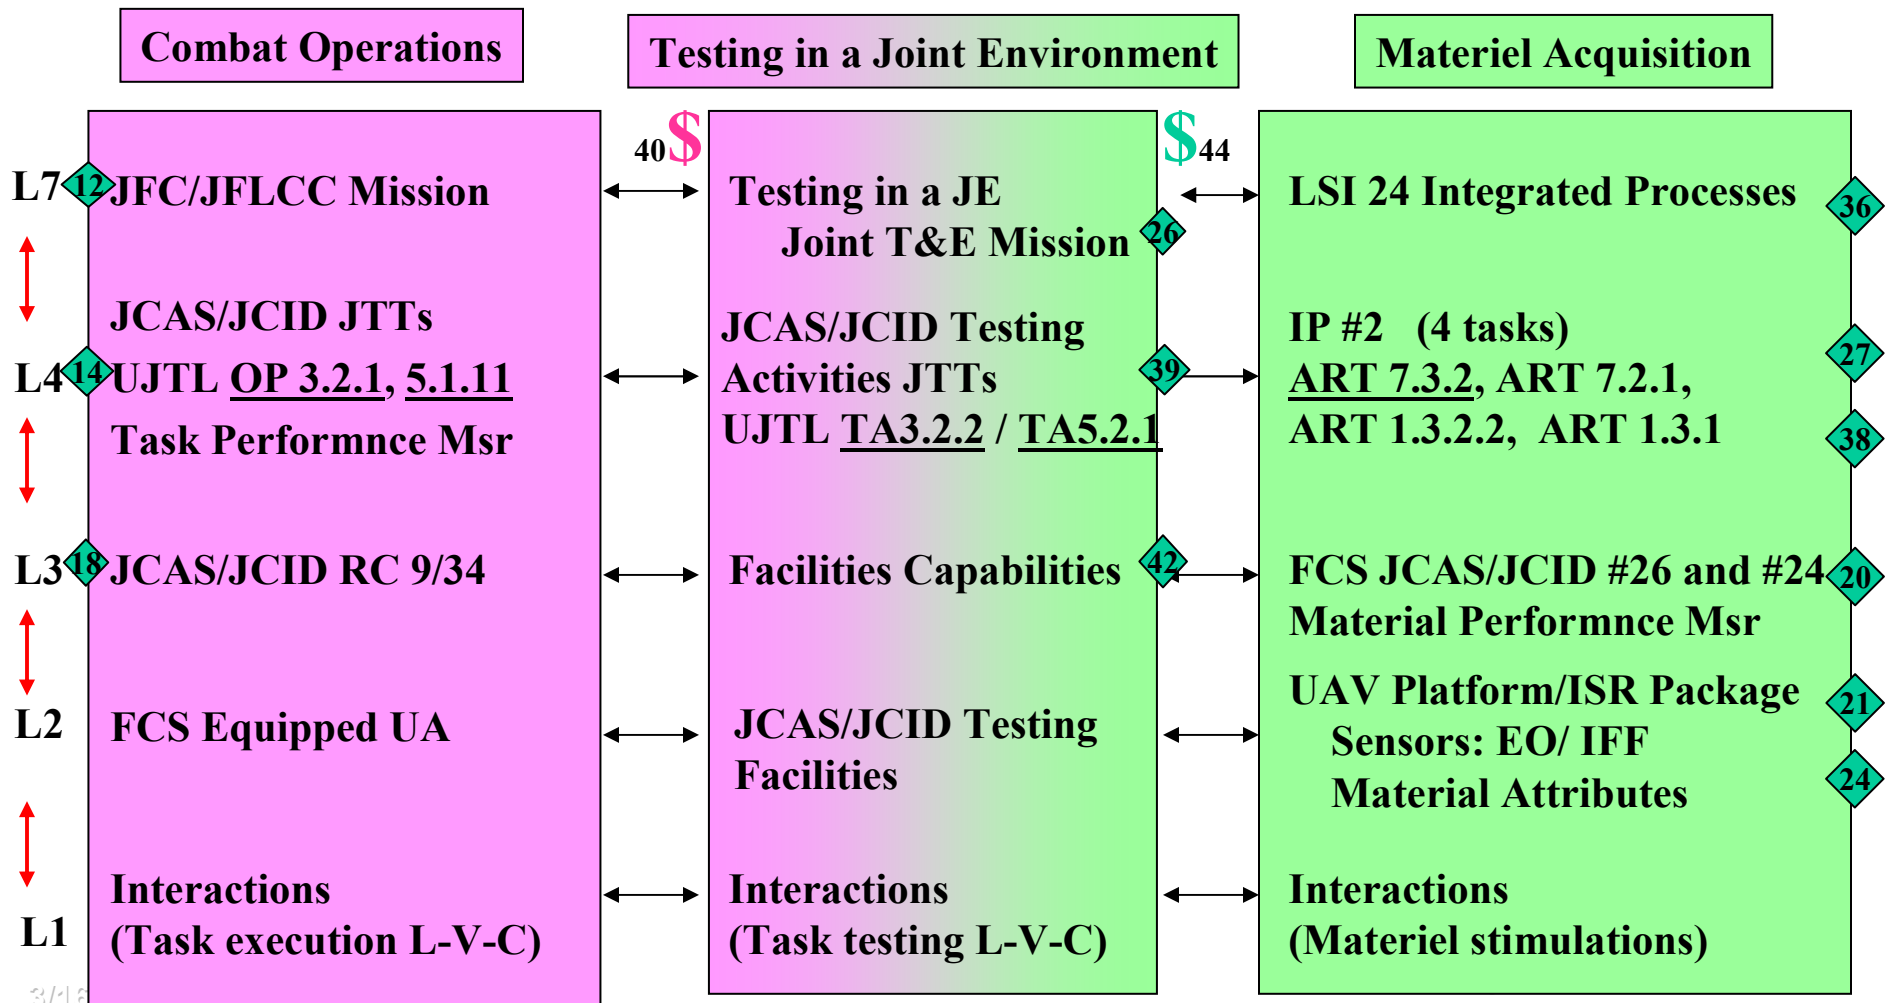 Combat Operations
Testing in a Joint Environment
Materiel Acquisition
40 $
$ 44
L7 12 JFC/JFLCC Mission
Testing in a JE
Joint T&E Mission 26
LSI 24 Integrated Processes 36
JCAS/JCID JTTs
L4 14 UJTL OP 3.2.1, 5.1.11
Task Performnce Msr
JCAS/JCID Testing
Activities JTTs 39
UJTL TA3.2.2 / TA5.2.1
IP #2 (4 tasks) 27
ART 7.3.2, ART 7.2.1,
ART 1.3.2.2, ART 1.3.1 38
L3 18 JCAS/JCID RC 9/34
Facilities Capabilities 42
FCS JCAS/JCID #26 and #24 20
Material Performnce Msr
L2 FCS Equipped UA
JCAS/JCID Testing
Facilities
UAV Platform/ISR Package 21
Sensors: EO/ IFF
Material Attributes 24
L1
Interactions
(Task execution L-V-C)
Interactions
(Task testing L-V-C)
Interactions
(Materiel stimulations)
3/16